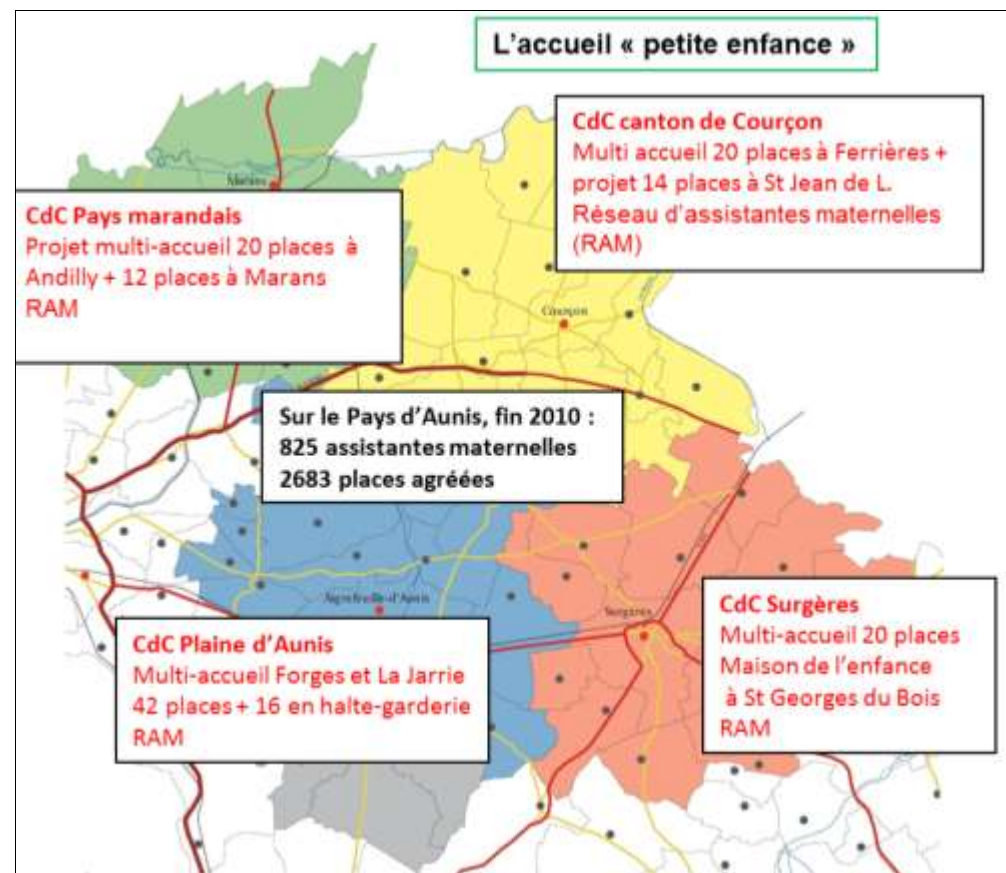 L'accueil « petite enfance »
CdC canton de Courçon
Multi accueil 20 places à Ferrières +
projet 14 places à St Jean de L.
Réseau d'assistantes maternelles
(RAM)
Marans
CdC Pays marandais
Projet multi-accueil 20 places à
Andilly + 12 places à Marans
RAM
Courçon
Sur le Pays d'Aunis, fin 2010 :
825 assistantes maternelles
2683 places agréées
Aigrefeuille-d'Aunis
Surgères
CdC Plaine d'Aunis
Multi-accueil Forges et La Jarrie
42 places + 16 en halte-garderie
RAM
CdC Surgères
Multi-accueil 20 places
Maison de l'enfance
à St Georges du Bois
RAM